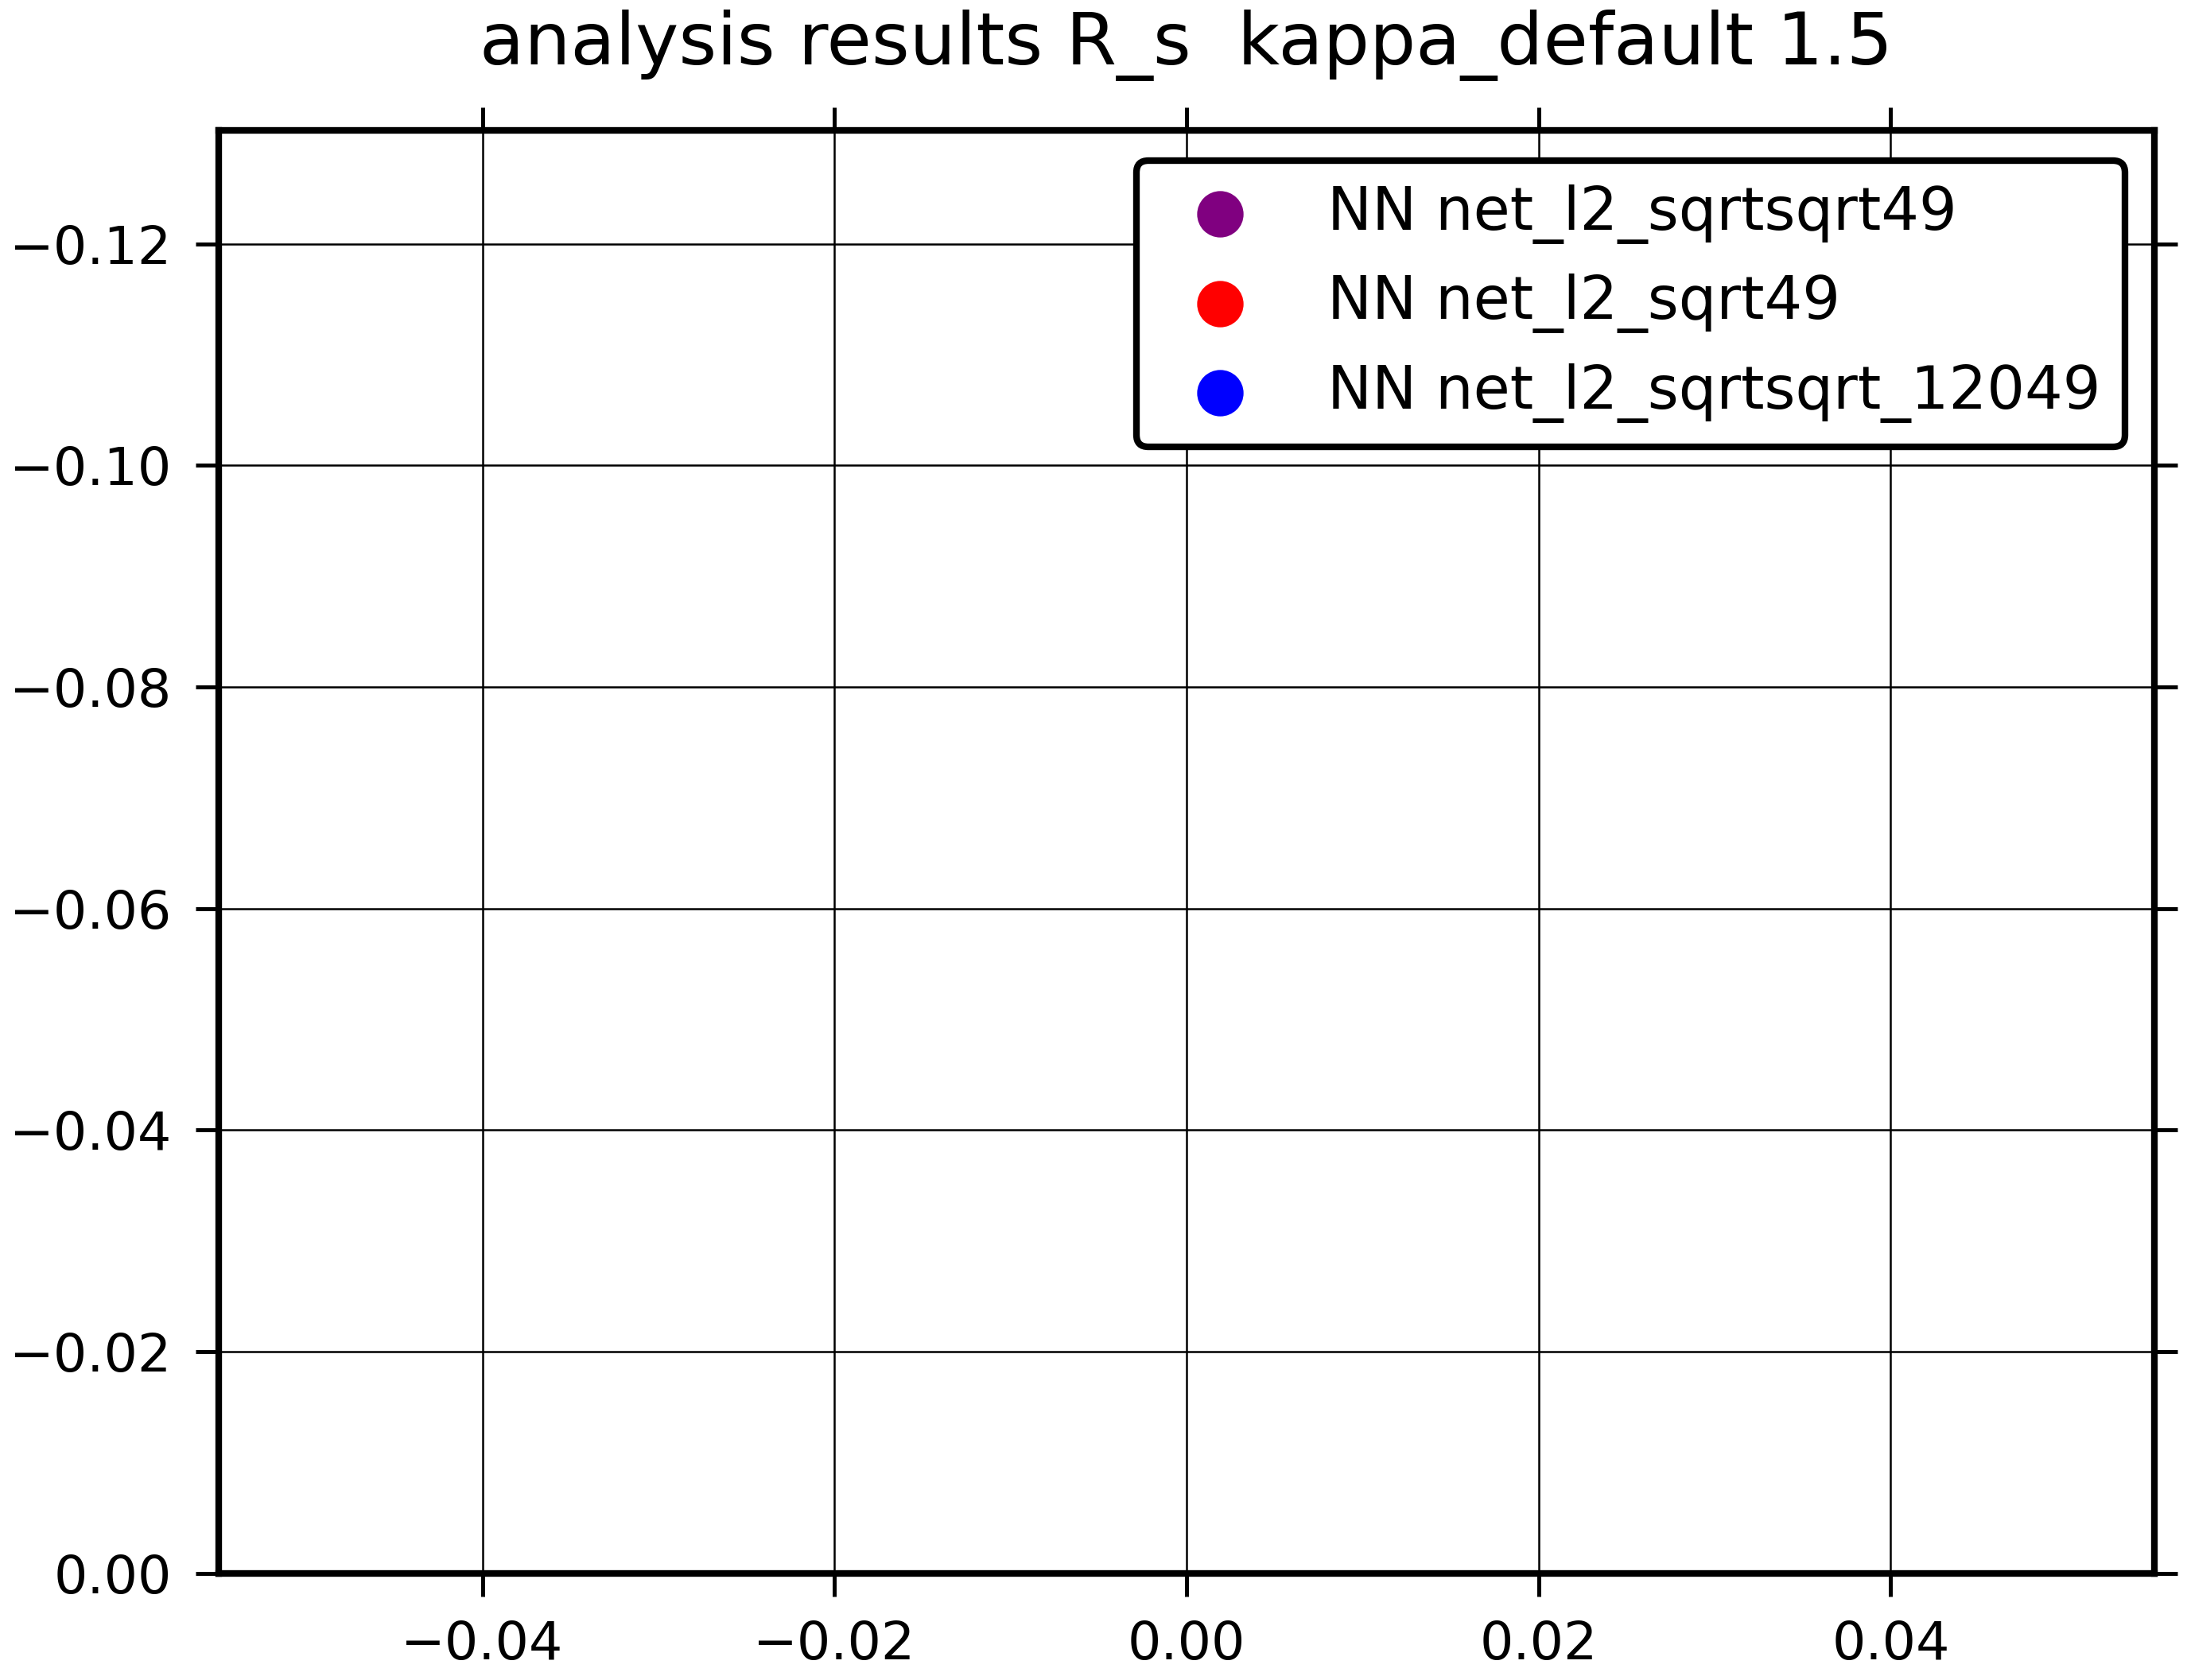 analysis results R_s  kappa_default 1.5
NN net_l2_sqrtsqrt49
NN net_l2_sqrt49
NN net_l2_sqrtsqrt_12049
−0.12
−0.10
−0.08
−0.06
−0.04
−0.02
0.00
−0.04 −0.02 0.00 0.02 0.04